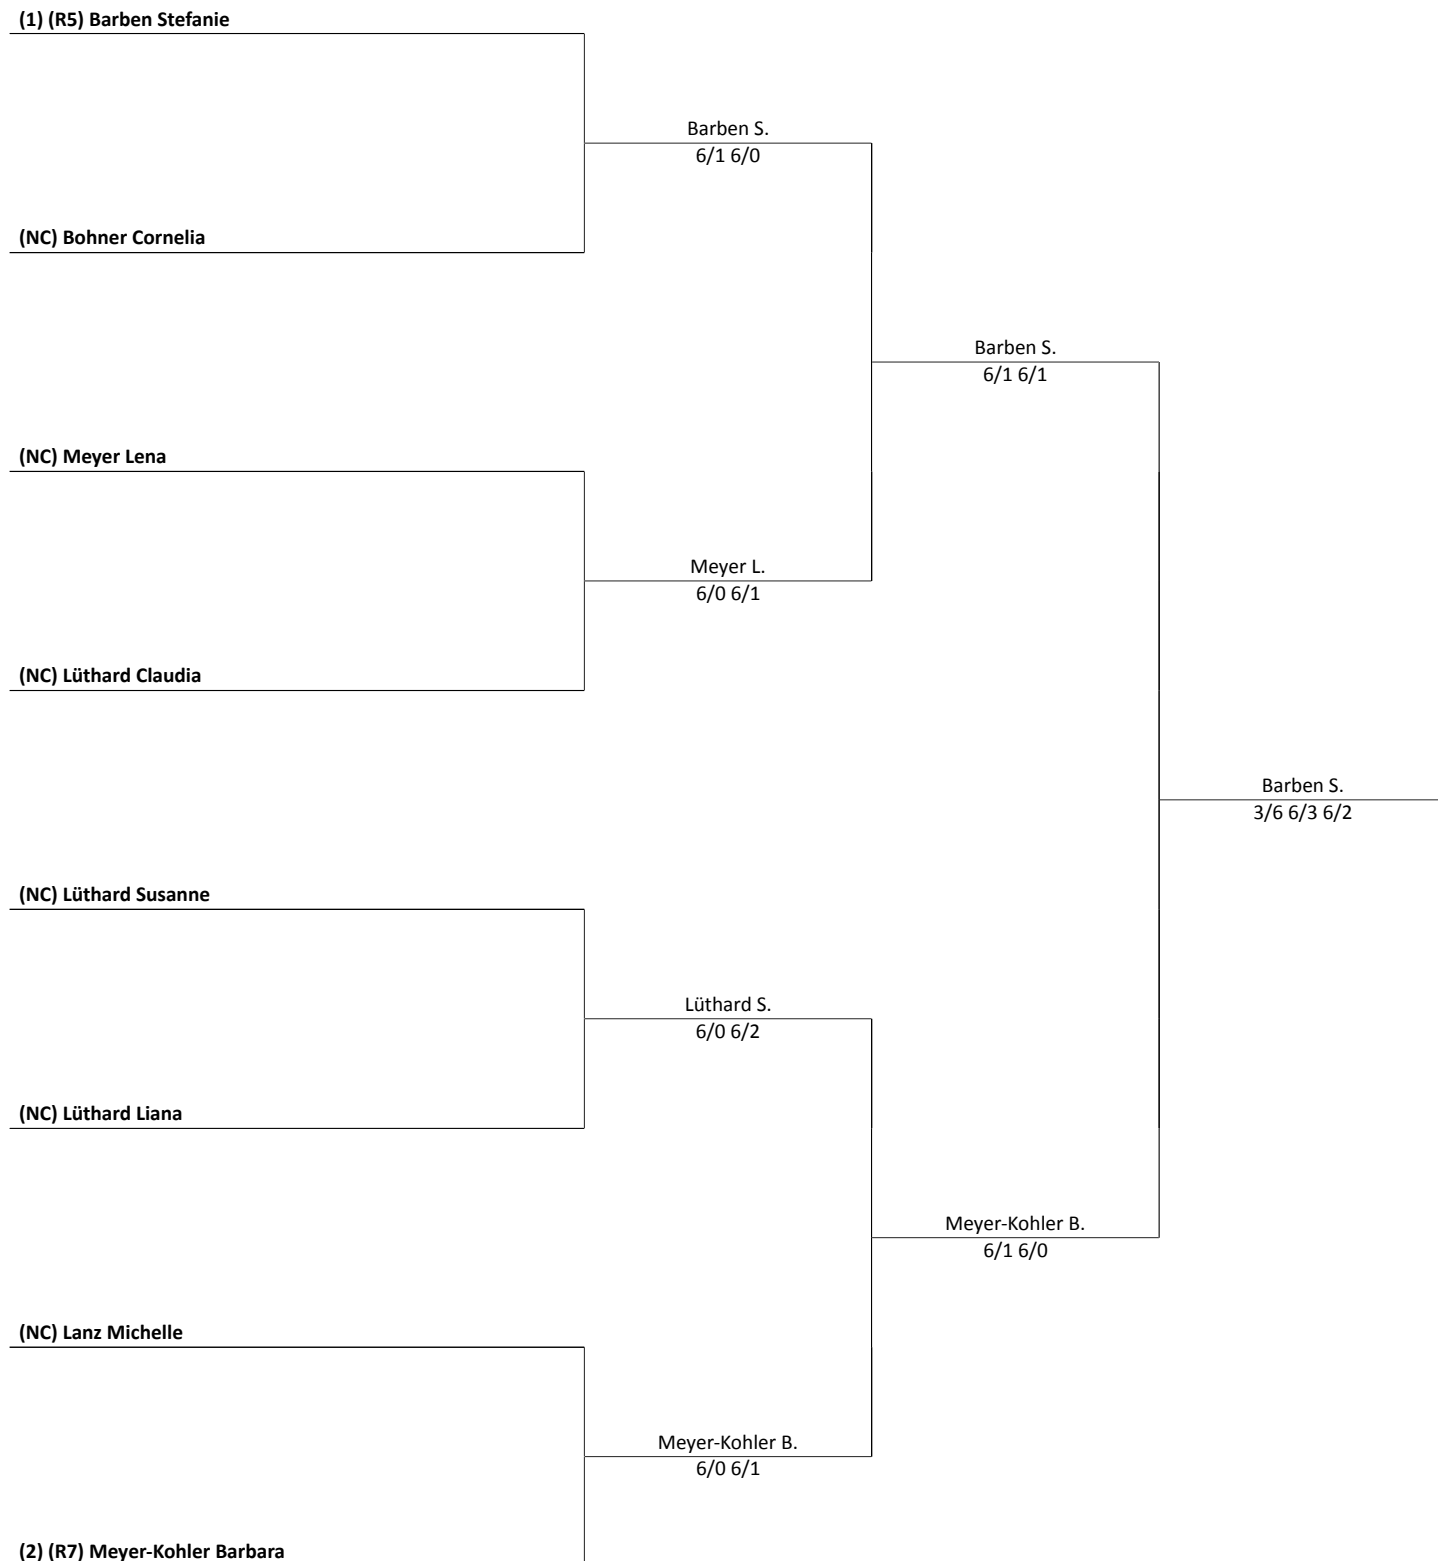 (1) (R5) Barben Stefanie
Barben S.
6/1 6/0
(NC) Bohner Cornelia
Barben S.
6/1 6/1
(NC) Meyer Lena
Meyer L.
6/0 6/1
(NC) Lüthard Claudia
Barben S.
3/6 6/3 6/2
(NC) Lüthard Susanne
Lüthard S.
6/0 6/2
(NC) Lüthard Liana
Meyer-Kohler B.
6/1 6/0
(NC) Lanz Michelle
Meyer-Kohler B.
6/0 6/1
(2) (R7) Meyer-Kohler Barbara